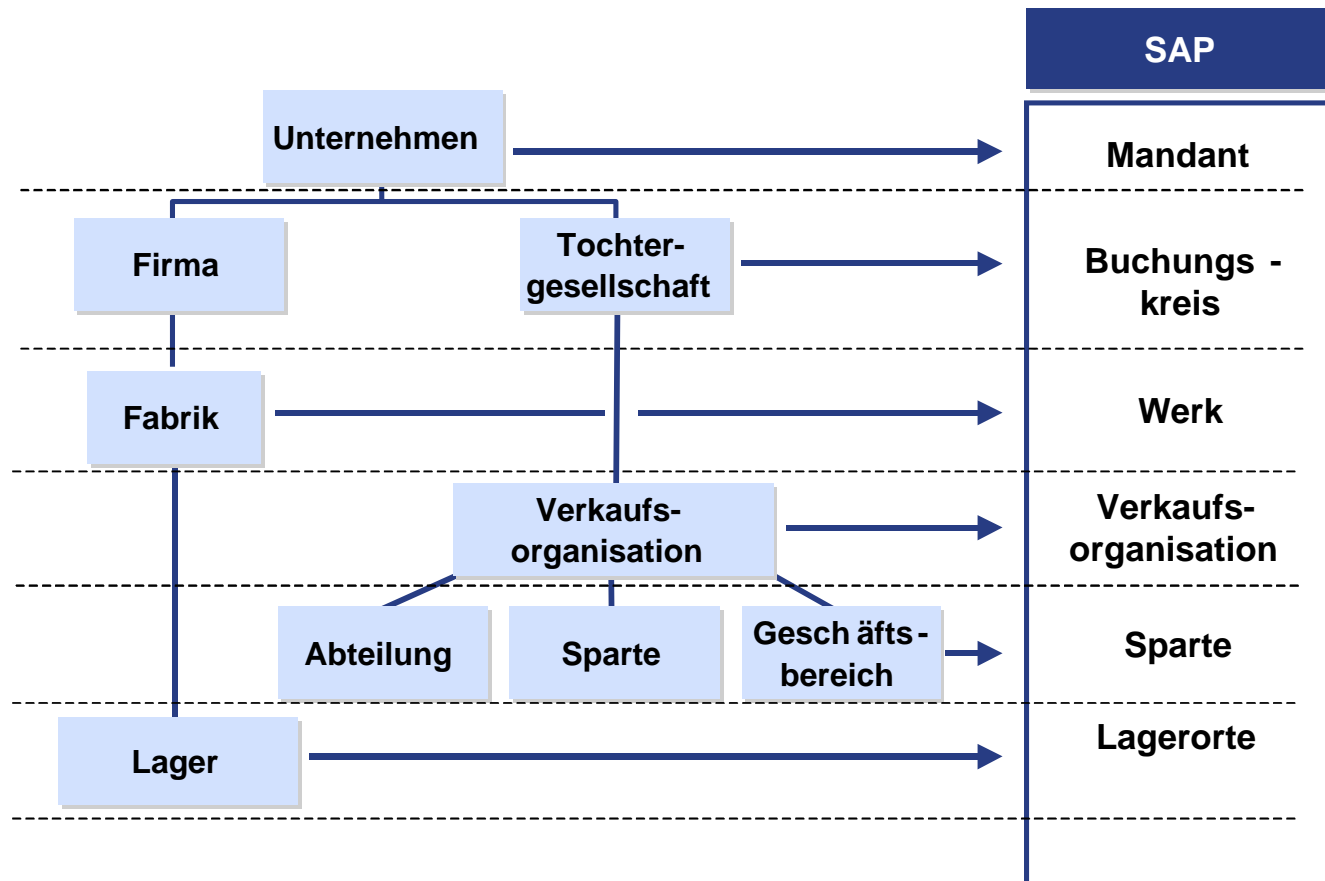 SAP
Unternehmen
Mandant
Firma
Tochter-
gesellschaft
Buchungs -
kreis
Fabrik
Werk
Verkaufs-
organisation
Verkaufs-
organisation
Abteilung
Sparte
Gesch äfts -
bereich
Sparte
Lager
Lagerorte